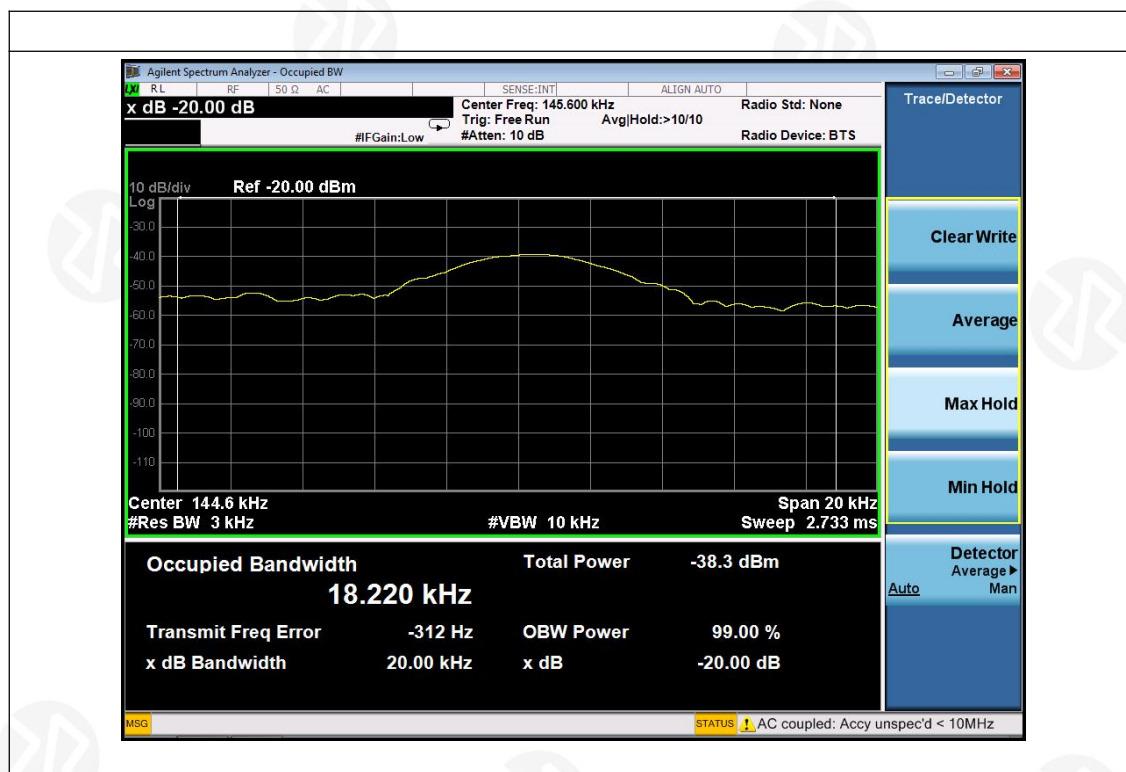 Agilent Spectrum Analyzer - Occupied BW
LXI RL RF 50 Ω AC SENSE:INT ALIGN AUTO
x dB -20.00 dB
Center Freq: 145.600 kHz
Radio Std: None
Trig: Free Run Avg|Hold:>10/10
#IFGain:Low #Atten: 10 dB
Radio Device: BTS
10 dB/div Ref -20.00 dBm
Log
-30.0
-40.0
-50.0
-60.0
-70.0
-80.0
-90.0
-100
-110
Center 144.6 kHz Span 20 kHz
#Res BW 3 kHz #VBW 10 kHz Sweep 2.733 ms
Occupied Bandwidth Total Power -38.3 dBm
18.220 kHz
Transmit Freq Error -312 Hz OBW Power 99.00 %
x dB Bandwidth 20.00 kHz x dB -20.00 dB
MSG STATUS AC coupled: Accy unspec'd < 10MHz
Trace/Detector
Clear Write
Average
Max Hold
Min Hold
Detector
Average
Auto Man